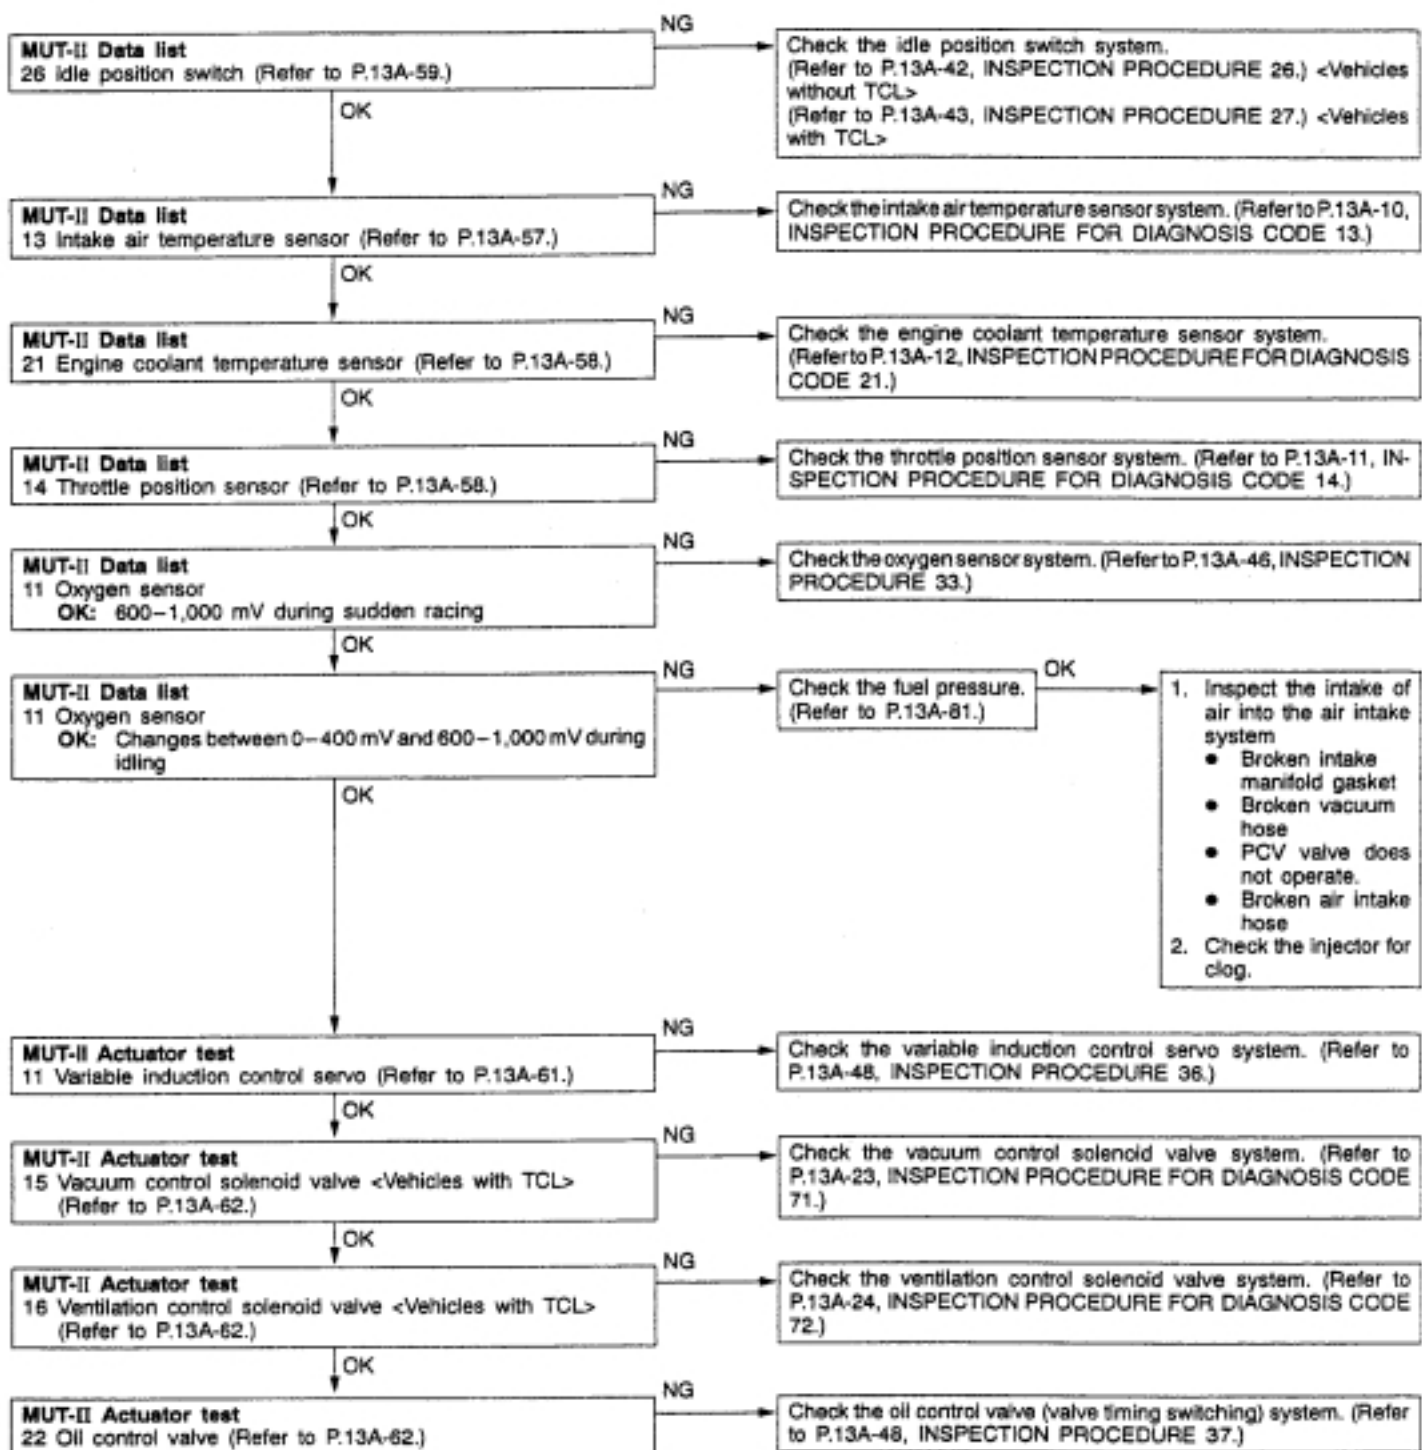 NG
MUT-II Data list
26 Idle position switch (Refer to P.13A-59.)
Check the idle position switch system.
(Refer to P.13A-42, INSPECTION PROCEDURE 26.) <Vehicles
without TCL>
(Refer to P.13A-43, INSPECTION PROCEDURE 27.) <Vehicles
with TCL>
OK
NG
MUT-II Data list
13 Intake air temperature sensor (Refer to P.13A-57.)
Check the intake air temperature sensor system. (Refer to P.13A-10,
INSPECTION PROCEDURE FOR DIAGNOSIS CODE 13.)
OK
NG
MUT-II Data list
21 Engine coolant temperature sensor (Refer to P.13A-58.)
Check the engine coolant temperature sensor system.
(Refer to P.13A-12, INSPECTION PROCEDURE FOR DIAGNOSIS
CODE 21.)
OK
NG
MUT-II Data list
14 Throttle position sensor (Refer to P.13A-58.)
Check the throttle position sensor system. (Refer to P.13A-11, IN-
SPECTION PROCEDURE FOR DIAGNOSIS CODE 14.)
OK
NG
MUT-II Data list
11 Oxygen sensor
OK: 600–1,000 mV during sudden racing
Check the oxygen sensor system. (Refer to P.13A-46, INSPECTION
PROCEDURE 33.)
OK
NG
MUT-II Data list
11 Oxygen sensor
OK: Changes between 0–400 mV and 600–1,000 mV during
idling
Check the fuel pressure.
(Refer to P.13A-81.)
OK
1. Inspect the intake of
air into the air intake
system
● Broken intake
manifold gasket
● Broken vacuum
hose
● PCV valve does
not operate.
● Broken air intake
hose
2. Check the injector for
clog.
OK
NG
MUT-II Actuator test
11 Variable induction control servo (Refer to P.13A-61.)
Check the variable induction control servo system. (Refer to
P.13A-48, INSPECTION PROCEDURE 36.)
OK
NG
MUT-II Actuator test
15 Vacuum control solenoid valve <Vehicles with TCL>
(Refer to P.13A-62.)
Check the vacuum control solenoid valve system. (Refer to
P.13A-23, INSPECTION PROCEDURE FOR DIAGNOSIS CODE
71.)
OK
NG
MUT-II Actuator test
16 Ventilation control solenoid valve <Vehicles with TCL>
(Refer to P.13A-62.)
Check the ventilation control solenoid valve system. (Refer to
P.13A-24, INSPECTION PROCEDURE FOR DIAGNOSIS CODE
72.)
OK
NG
MUT-II Actuator test
22 Oil control valve (Refer to P.13A-62.)
Check the oil control valve (valve timing switching) system. (Refer
to P.13A-48, INSPECTION PROCEDURE 37.)